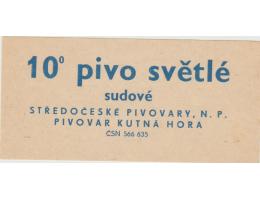 10° pivo světlé
sudové
STŘEDOČESKÉ PIVOVARY, N. P.
PIVOVAR KUTNÁ HORA
ČSN 566 635